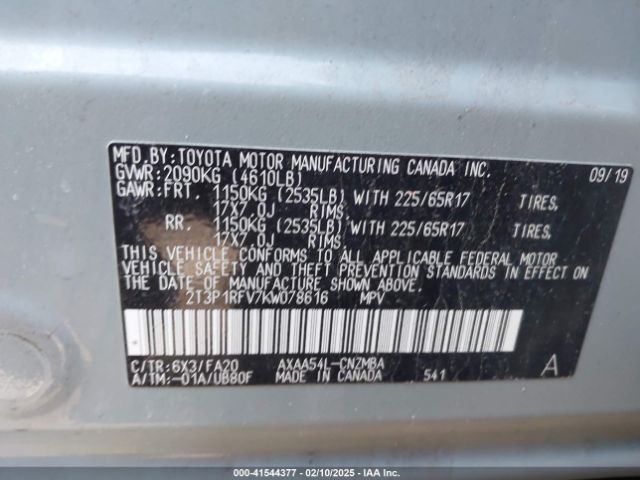 MFD.BY:TOYOTA MOTOR MANUFACTURING CANADA INC. 09/19
GVWR:2090KG (4610LB)
GAWR:FRT. 1150KG (2535LB) WITH 225/65R17 TIRES,
17X7.0J RIMS,
RR. 1150KG (2535LB) WITH 225/65R17 TIRES,
17X7.0J RIMS,
THIS VEHICLE CONFORMS TO ALL APPLICABLE FEDERAL MOTOR
VEHICLE SAFETY AND THEFT PREVENTION STANDARDS IN EFFECT ON
THE DATE OF MANUFACTURE SHOWN ABOVE.
2T3P1RFV7KW078616 MPV
C/TR:6X3/FA20 AXAA54L-CNZMBA A
A/TM:-01A/UB80F MADE IN CANADA 541
000-41544377 - 02/10/2025 - IAA Inc.